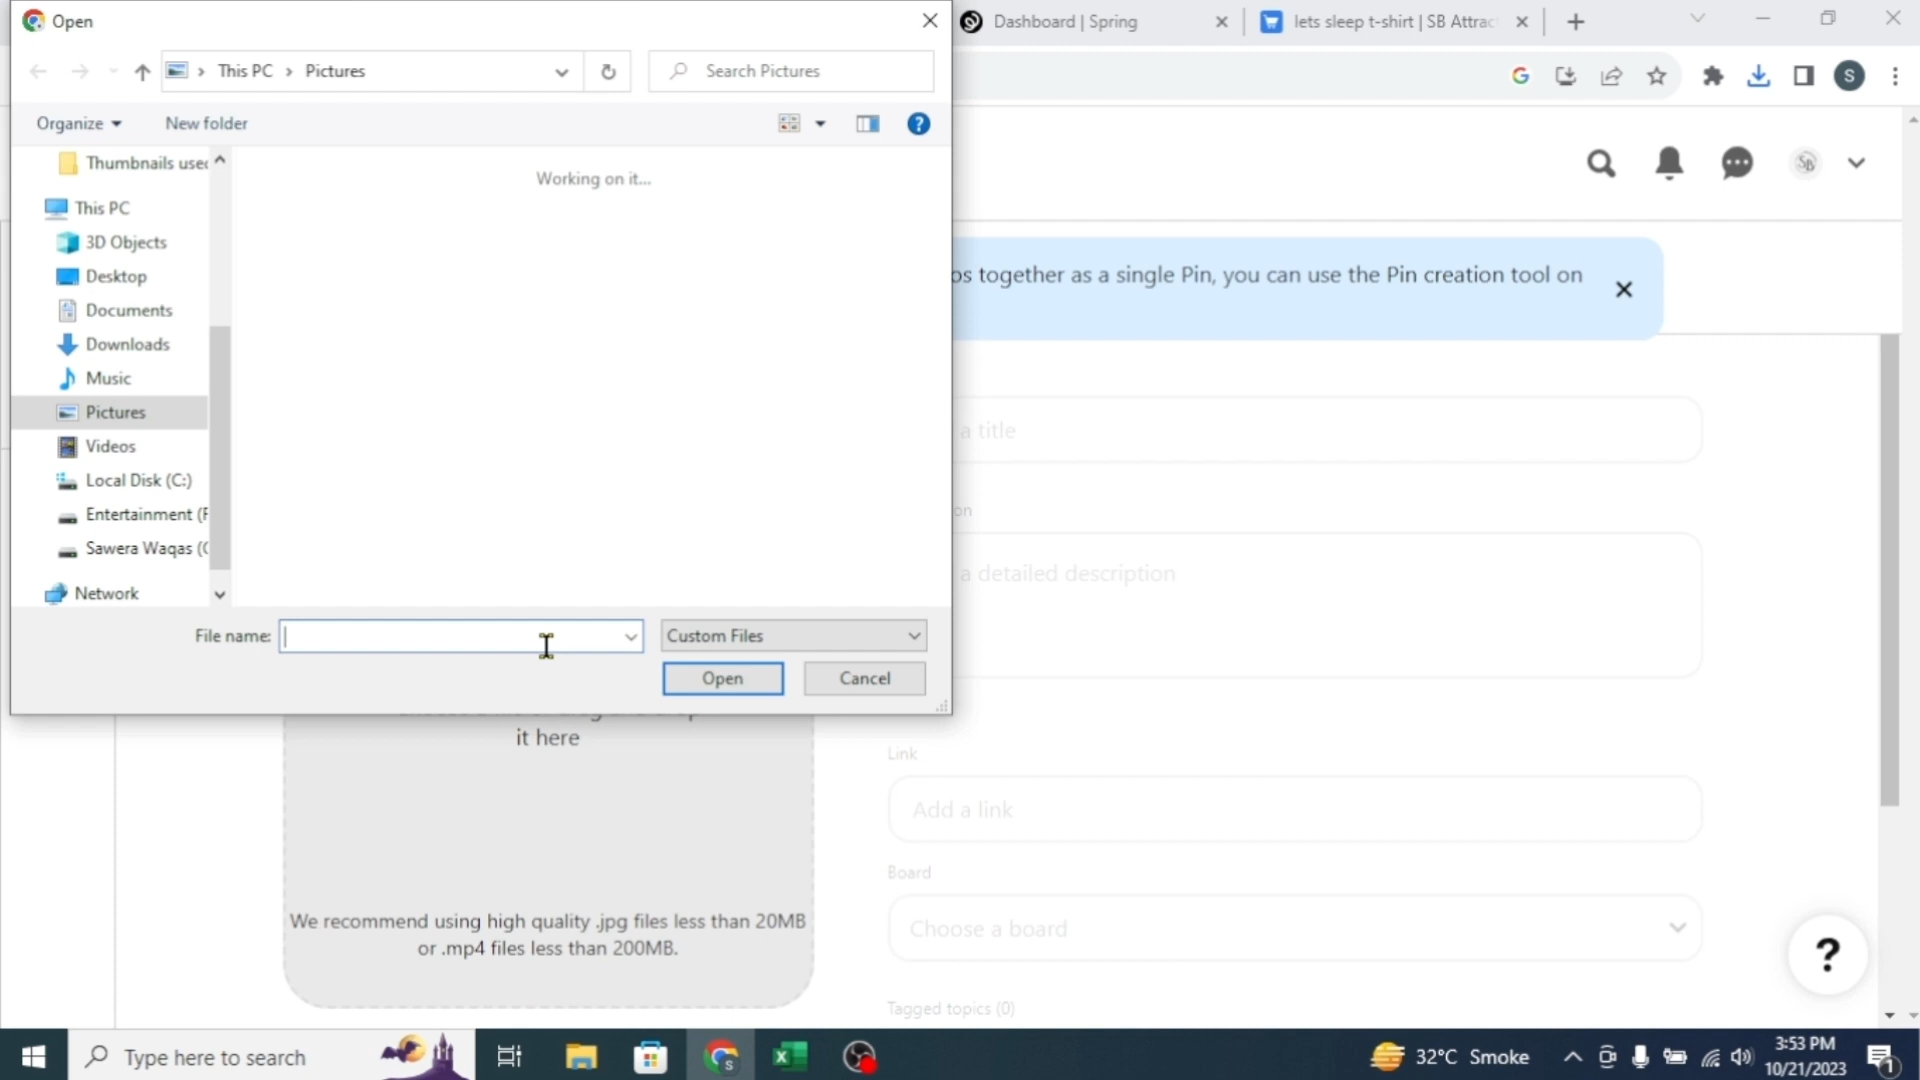 Open
Dashboard | Spring
lets sleep t-shirt | SB Attrac
This PC > Pictures
Search Pictures
Organize
New folder
S
Thumbnails used
Working on it...
This PC
3D Objects
Desktop
Documents
Downloads
Music
Pictures
Videos
Local Disk (C:)
Entertainment (F
Sawera Waqas (
Network
SB
os together as a single Pin, you can use the Pin creation tool on
a title
on
a detailed description
File name:
Custom Files
Open
Cancel
it here
Link
Add a link
We recommend using high quality .jpg files less than 20MB
or .mp4 files less than 200MB.
Board
Choose a board
?
Tagged topics (0)
Type here to search
32°C Smoke
3:53 PM
10/21/2023
1